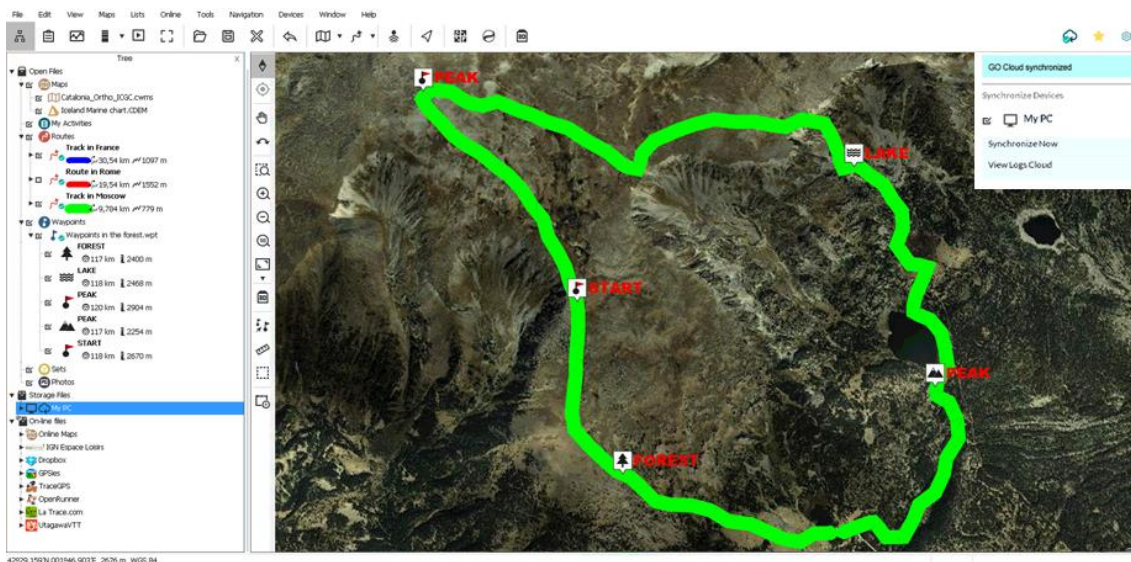 File Edit View Maps Lists Online Tools Navigation Devices Window Help
Tree X
Open Files
Maps
Catalonia_Ortho_ICGC.cwms
Iceland Marine chart.CDEM
My Activities
Routes
Track in France
30,54 km 1097 m
Route in Rome
19,54 km 1552 m
Track in Moscow
9,784 km 779 m
Waypoints
Waypoints in the forest.wpt
FOREST
117 km 2400 m
LAKE
118 km 2468 m
PEAK
120 km 2904 m
PEAK
117 km 2254 m
START
118 km 2670 m
Sets
Photos
Storage Files
My PC
On-line files
Online Maps
IGN Espace Loisirs
Dropbox
GPSies
TraceGPS
OpenRunner
La Trace.com
UtagawaVTT
PEAK
LAKE
START
PEAK
FOREST
GO Cloud synchronized
Synchronize Devices
My PC
Synchronize Now
View Logs Cloud